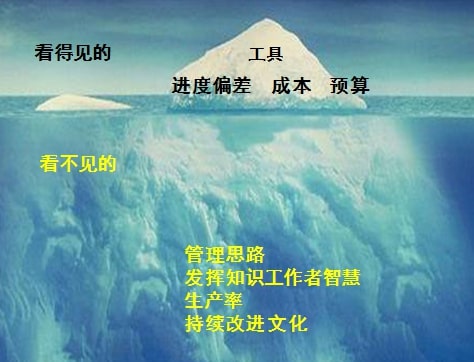 看得见的
工具
进度偏差 成本 预算
看不见的
管理思路
发挥知识工作者智慧
生产率
持续改进文化